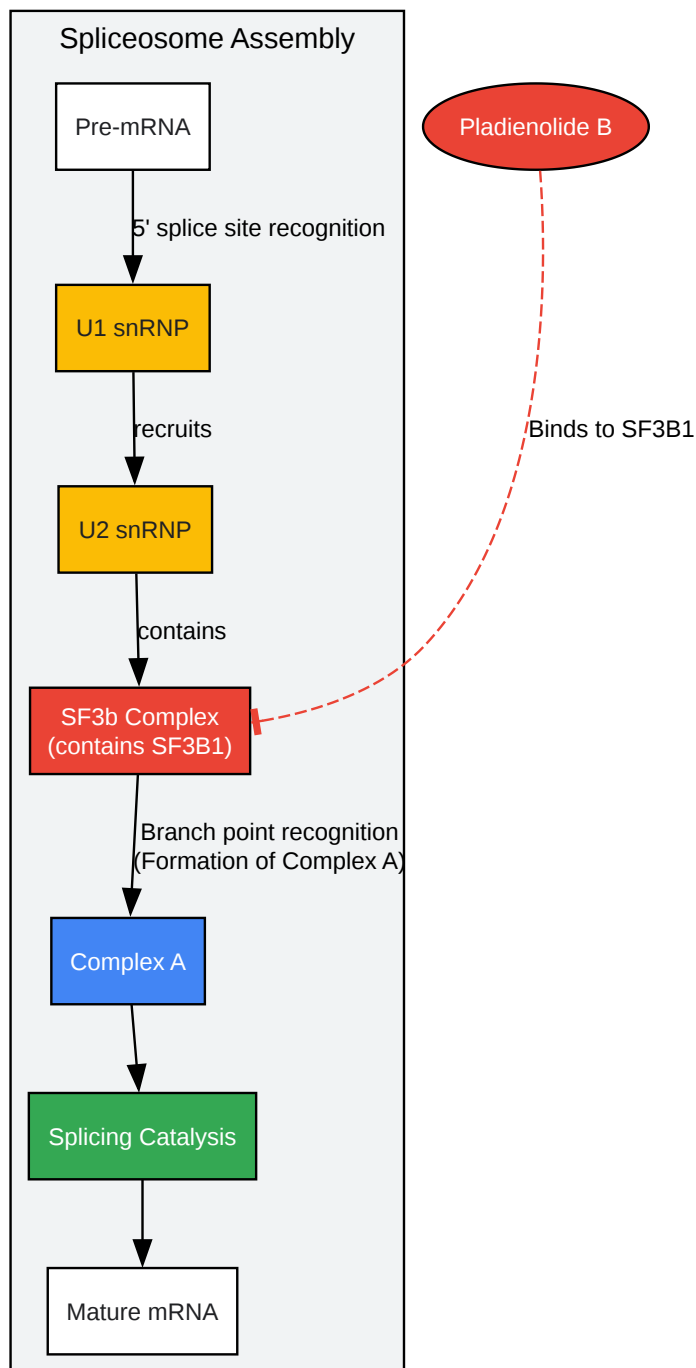 Spliceosome Assembly
Pre-mRNA
Pladienolide B
5' splice site recognition
U1 snRNP
recruits
Binds to SF3B1
U2 snRNP
contains
SF3b Complex
(contains SF3B1)
Branch point recognition
(Formation of Complex A)
Complex A
Splicing Catalysis
Mature mRNA